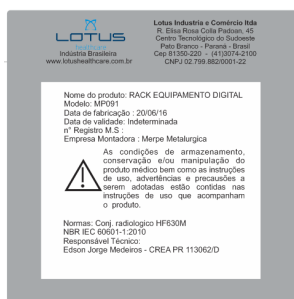 LOTUS
healthcare
Indústria Brasileira
www.lotushealthcare.com.br
Lotus Industria e Comércio ltda
R. Elisa Rosa Colla Padoan, 45
Centro Tecnológico do Sudoeste
Pato Branco - Paraná - Brasil
Cep 81350-220 - (41)3074-2100
CNPJ 02.799.882/0001-22
Nome do produto: RACK EQUIPAMENTO DIGITAL
Modelo: MP091
Data de fabricação : 20/06/16
Data de validade: Indeterminada
n° Registro M.S :
Empresa Montadora : Merpe Metalurgica
As condições de armazenamento,
conservação e/ou manipulação do
produto médico bem como as instruções
de uso, advertências e precausões a
serem adotadas estão contidas nas
instruções de uso que acompanham
o produto.
Normas: Conj. radiologico HF630M
NBR IEC 60601-1:2010
Responsável Técnico:
Edson Jorge Medeiros - CREA PR 113062/D